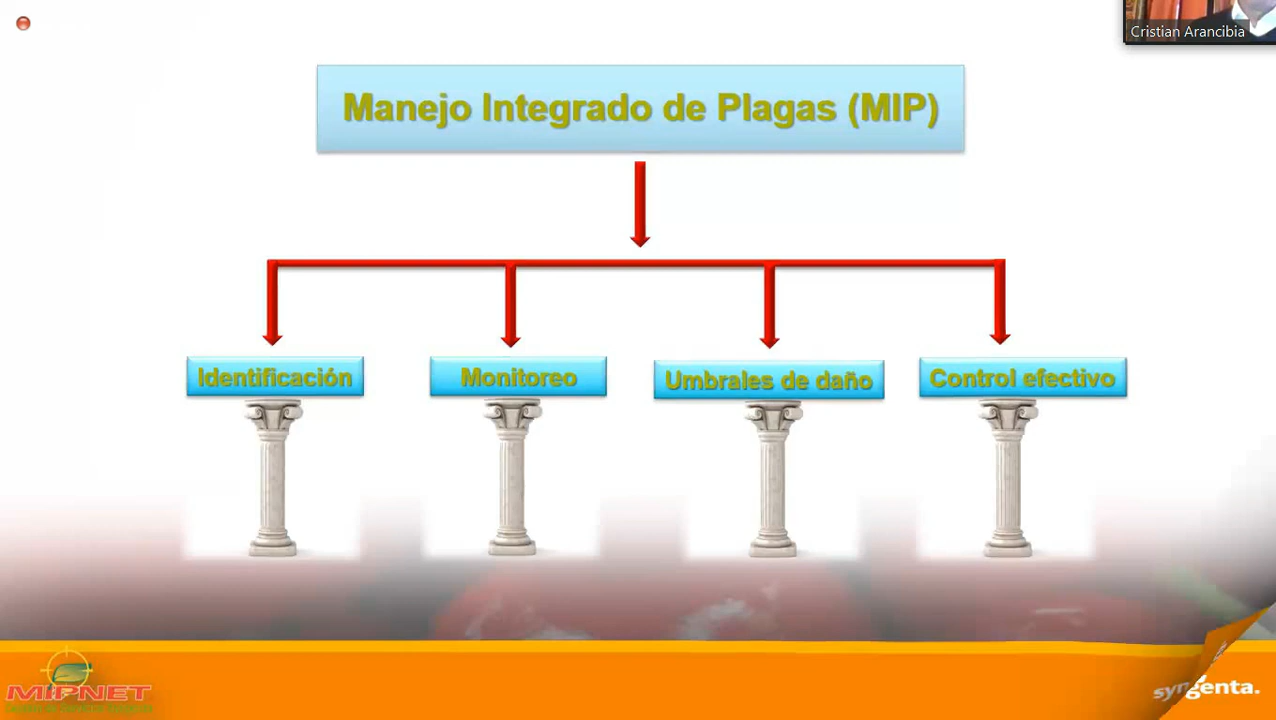 Cristian Arancibia
Manejo Integrado de Plagas (MIP)
Identificación
Monitoreo
Umbrales de daño
Control efectivo
MIPNET
syngenta.